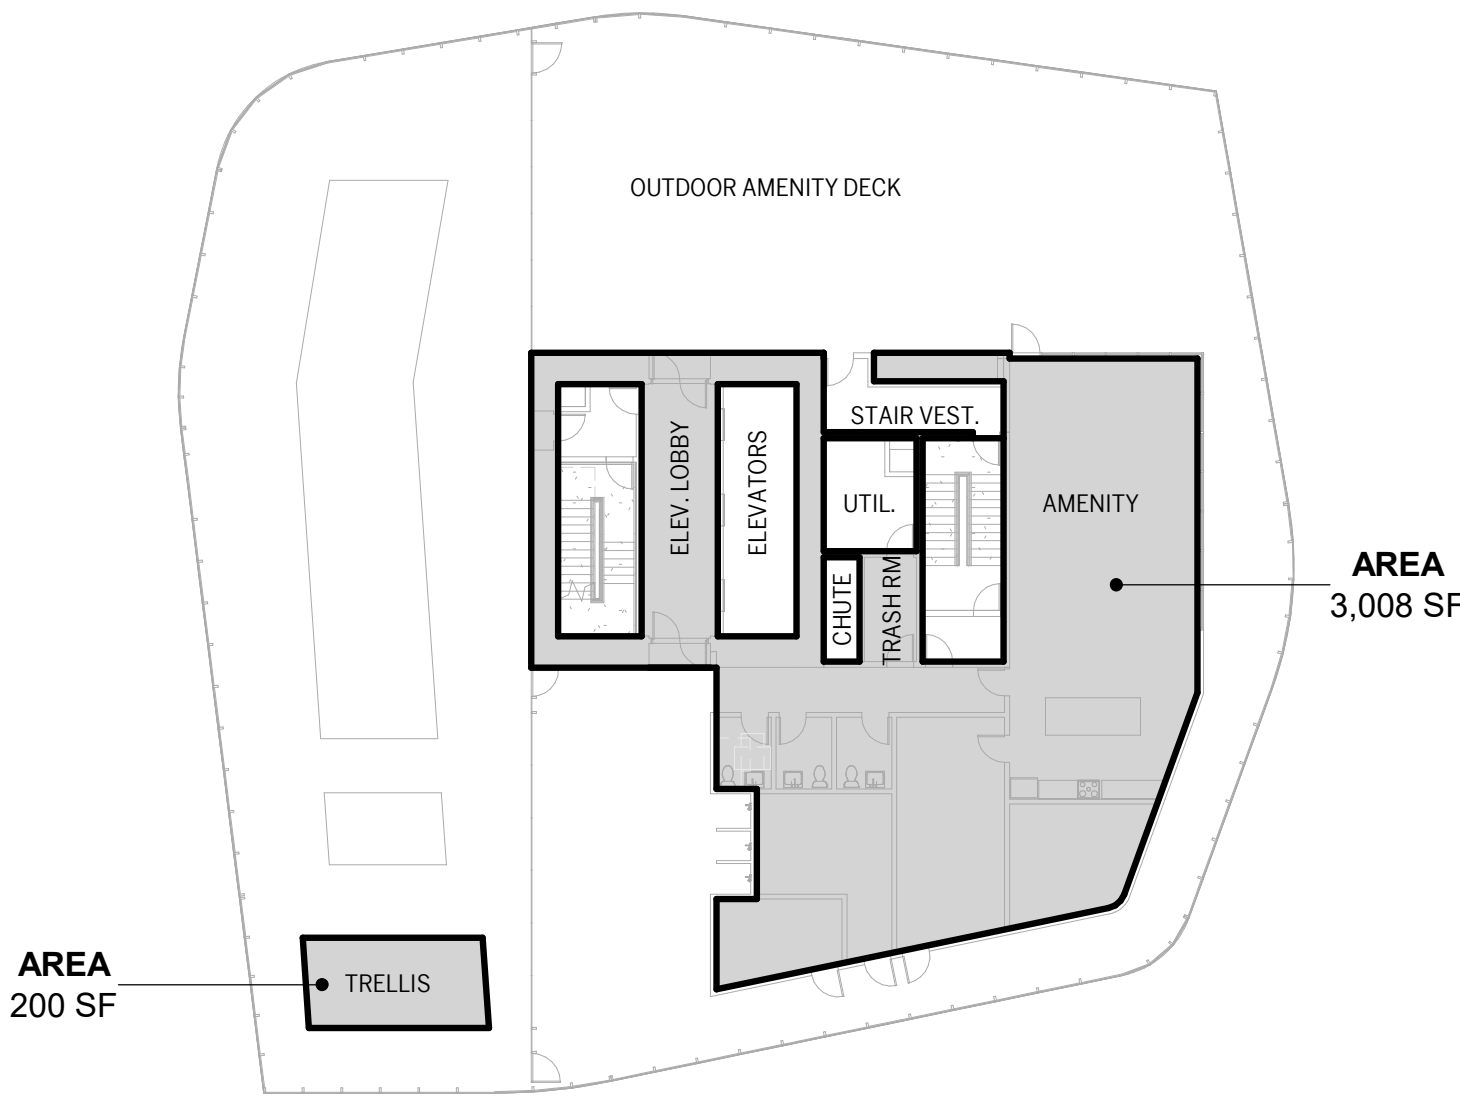 OUTDOOR AMENITY DECK
STAIR VEST.
ELEV. LOBBY
ELEVATORS
UTIL.
AMENITY
CHUTE
TRASH RM
AREA
3,008 SF
AREA
200 SF
TRELLIS